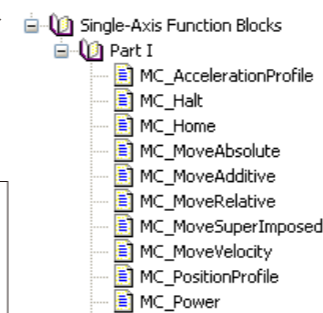 Single-Axis Function Blocks
Part I
MC_AccelerationProfile
MC_Halt
MC_Home
MC_MoveAbsolute
MC_MoveAdditive
MC_MoveRelative
MC_MoveSuperImposed
MC_MoveVelocity
MC_PositionProfile
MC_Power